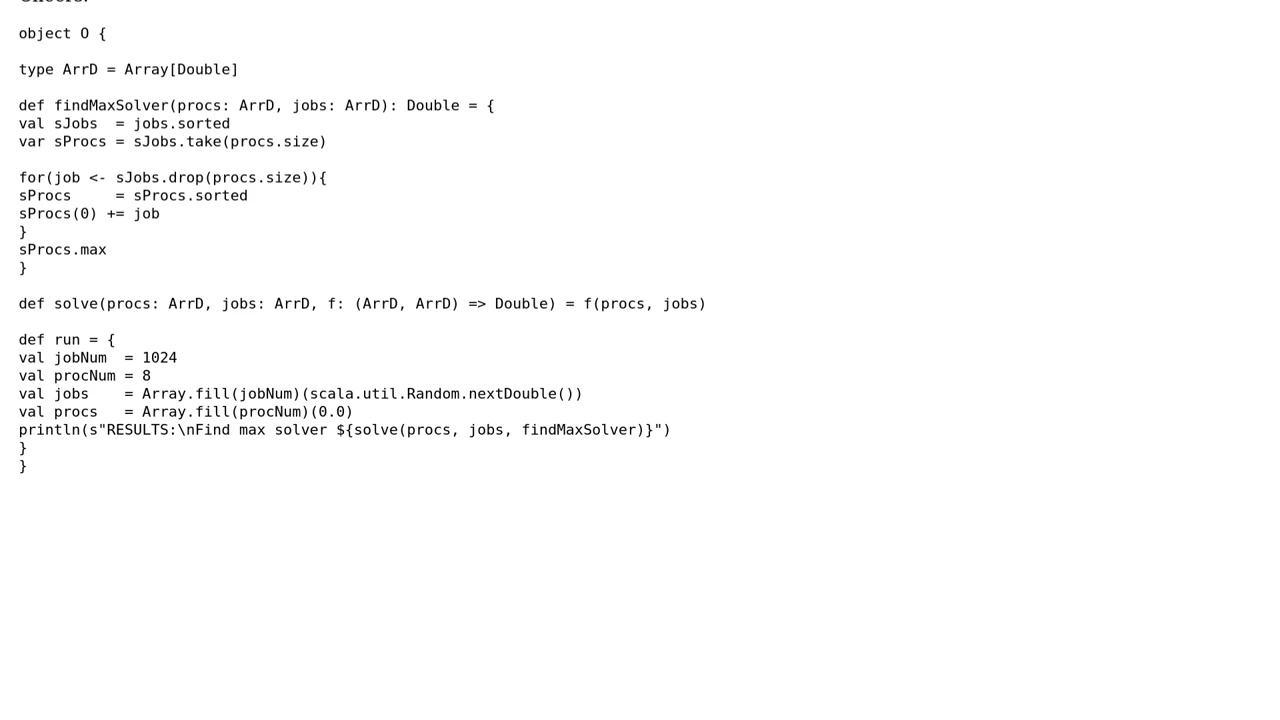 object O {
type ArrD = Array[Double]
def findMaxSolver(procs: ArrD, jobs: ArrD): Double = {
val sJobs  = jobs.sorted
var sProcs = sJobs.take(procs.size)
for(job <- sJobs.drop(procs.size)){
sProcs     = sProcs.sorted
sProcs(0) += job
}
sProcs.max
}
def solve(procs: ArrD, jobs: ArrD, f: (ArrD, ArrD) => Double) = f(procs, jobs)
def run = {
val jobNum  = 1024
val procNum = 8
val jobs    = Array.fill(jobNum)(scala.util.Random.nextDouble())
val procs   = Array.fill(procNum)(0.0)
println(s"RESULTS:\nFind max solver ${solve(procs, jobs, findMaxSolver)}")
}
}